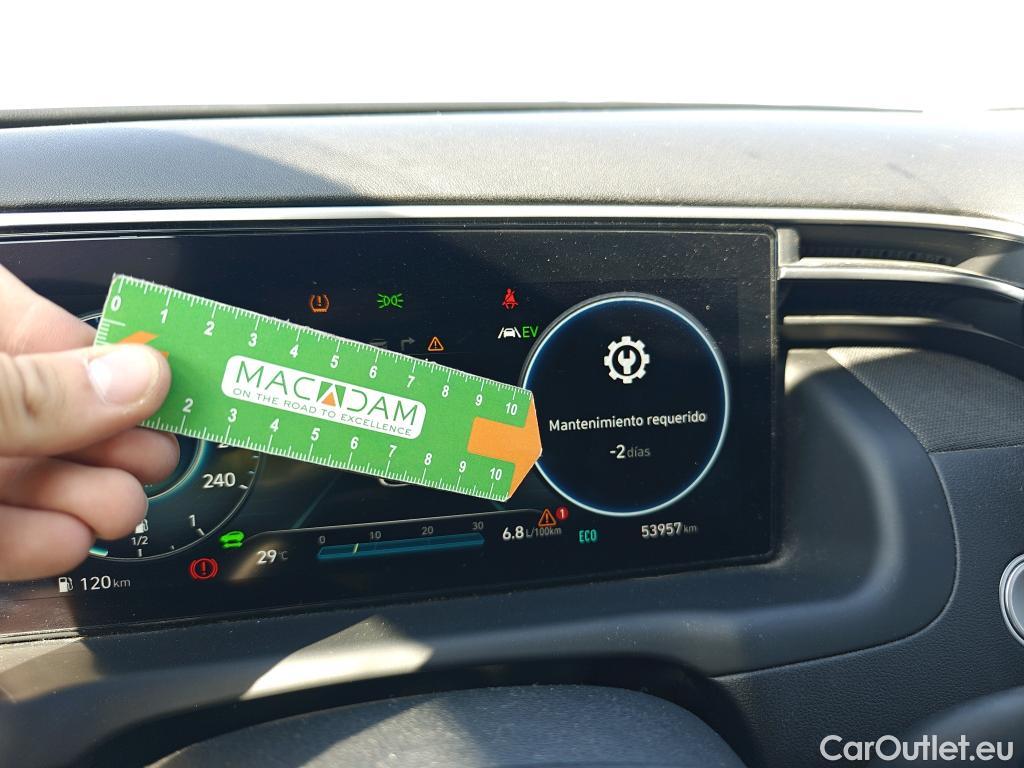 EV
0 1 2 3 4 5 6 7 8 9 10
MACADAM
ON THE ROAD TO EXCELLENCE
2 3 4 5 6 7 8 9 10
Mantenimiento requerido
-2 días
240
1/2
1
29°C
0 10 20 30
6.8 L/100km
1
ECO
53957 km
120 km
CarOutlet.eu